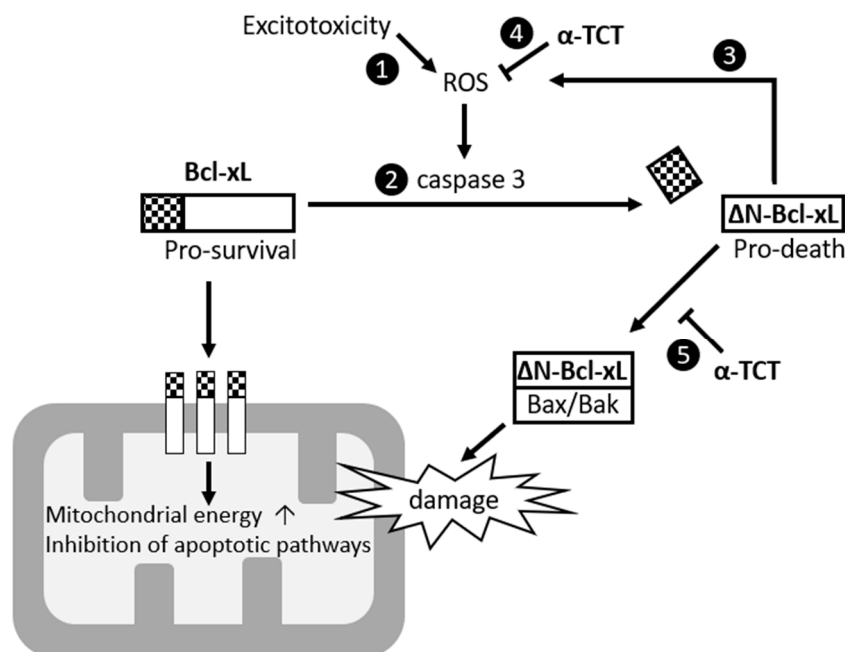 Excitotoxicity
4
α-TCT
3
1
ROS
Bcl-xL
2 caspase 3
ΔN-Bcl-xL
Pro-survival
Pro-death
5
α-TCT
ΔN-Bcl-xL
Bax/Bak
damage
Mitochondrial energy ↑
Inhibition of apoptotic pathways